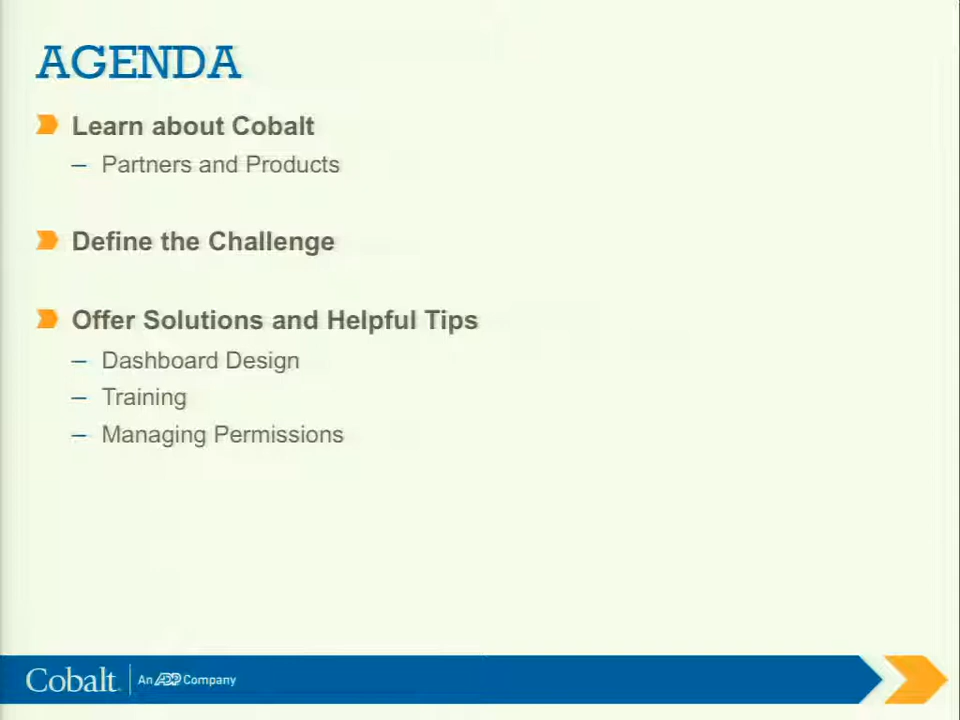 AGENDA
Learn about Cobalt
– Partners and Products
Define the Challenge
Offer Solutions and Helpful Tips
– Dashboard Design
– Training
– Managing Permissions
Cobalt An ADP Company